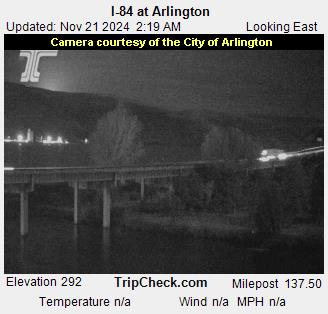 I-84 at Arlington
Updated: Nov 21 2024 2:19 AM Looking East
Camera courtesy of the City of Arlington
Elevation 292 TripCheck.com Milepost 137.50
Temperature n/a Wind n/a MPH n/a